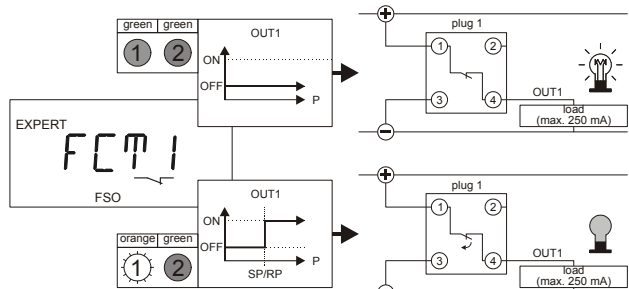 green green
1 2
OUT1
ON
OFF
P
plug 1
1 2
3 4
OUT1
load
(max. 250 mA)
EXPERT
FCM1
FSO
OUT1
ON
OFF
P
SP/RP
orange green
1 2
plug 1
1 2
3 4
OUT1
load
(max. 250 mA)